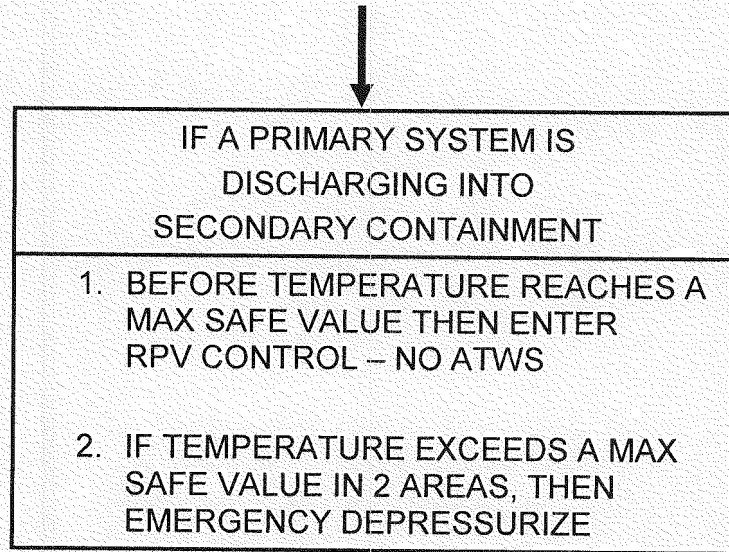 IF A PRIMARY SYSTEM IS
DISCHARGING INTO
SECONDARY CONTAINMENT
1. BEFORE TEMPERATURE REACHES A
MAX SAFE VALUE THEN ENTER
RPV CONTROL – NO ATWS
2. IF TEMPERATURE EXCEEDS A MAX
SAFE VALUE IN 2 AREAS, THEN
EMERGENCY DEPRESSURIZE